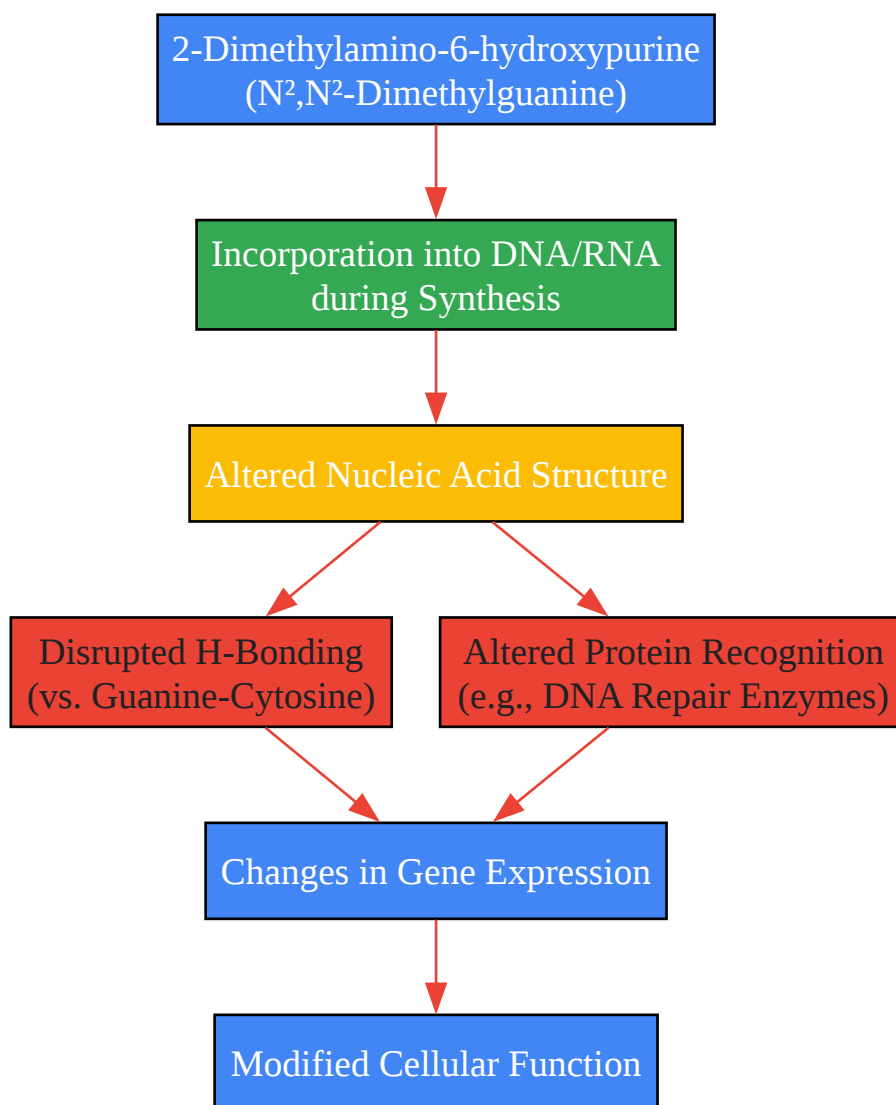 2-Dimethylamino-6-hydroxypurine
(N²,N²-Dimethylguanine)
Incorporation into DNA/RNA
during Synthesis
Altered Nucleic Acid Structure
Disrupted H-Bonding
(vs. Guanine-Cytosine)
Altered Protein Recognition
(e.g., DNA Repair Enzymes)
Changes in Gene Expression
Modified Cellular Function